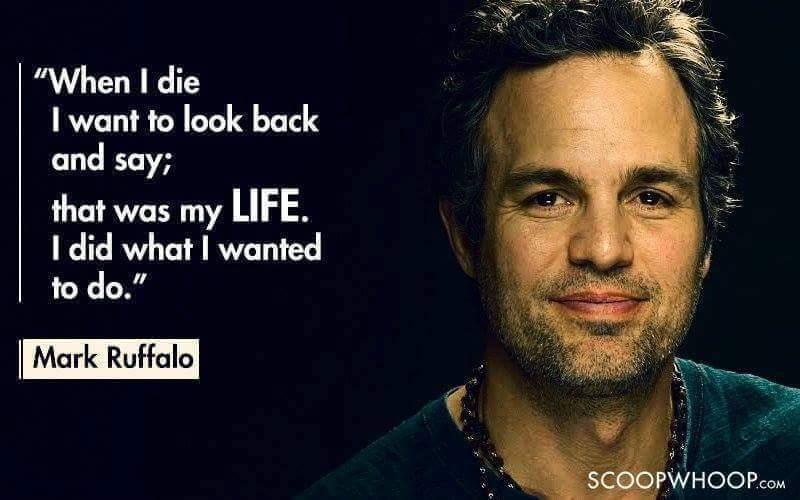 “When I die
I want to look back
and say;
that was my LIFE.
I did what I wanted
to do.”
Mark Ruffalo
SCOOPWHOOP.COM